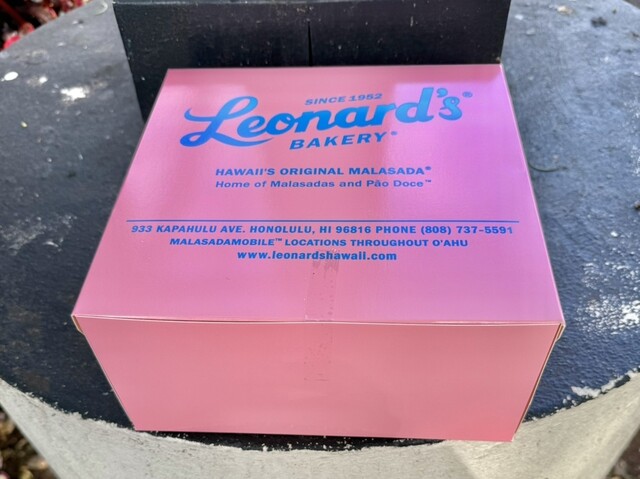 SINCE 1952
Leonard's®
BAKERY®
HAWAII'S ORIGINAL MALASADA®
Home of Malasadas and Pão Doce™
933 KAPAHULU AVE. HONOLULU, HI 96816 PHONE (808) 737-5591
MALASADAMOBILE™ LOCATIONS THROUGHOUT O'AHU
www.leonardshawaii.com